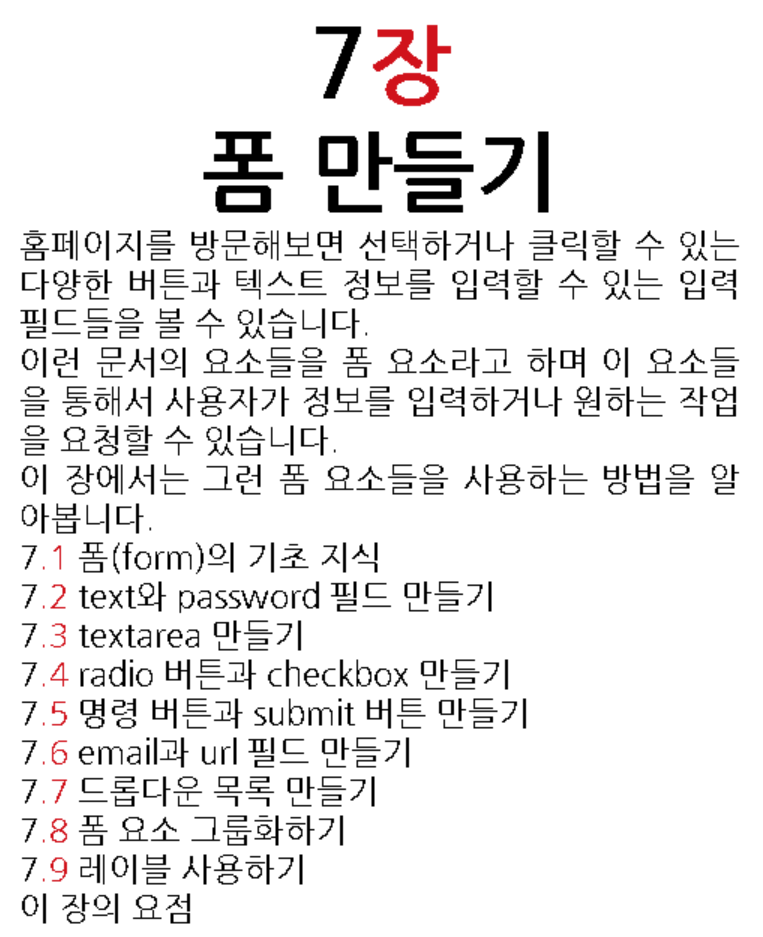 7장
폼 만들기
홈페이지를 방문해보면 선택하거나 클릭할 수 있는
다양한 버튼과 텍스트 정보를 입력할 수 있는 입력
필드들을 볼 수 있습니다.
이런 문서의 요소들을 폼 요소라고 하며 이 요소들
을 통해서 사용자가 정보를 입력하거나 원하는 작업
을 요청할 수 있습니다.
이 장에서는 그런 폼 요소들을 사용하는 방법을 알
아봅니다.
7.1 폼(form)의 기초 지식
7.2 text와 password 필드 만들기
7.3 textarea 만들기
7.4 radio 버튼과 checkbox 만들기
7.5 명령 버튼과 submit 버튼 만들기
7.6 email과 url 필드 만들기
7.7 드롭다운 목록 만들기
7.8 폼 요소 그룹화하기
7.9 레이블 사용하기
이 장의 요점